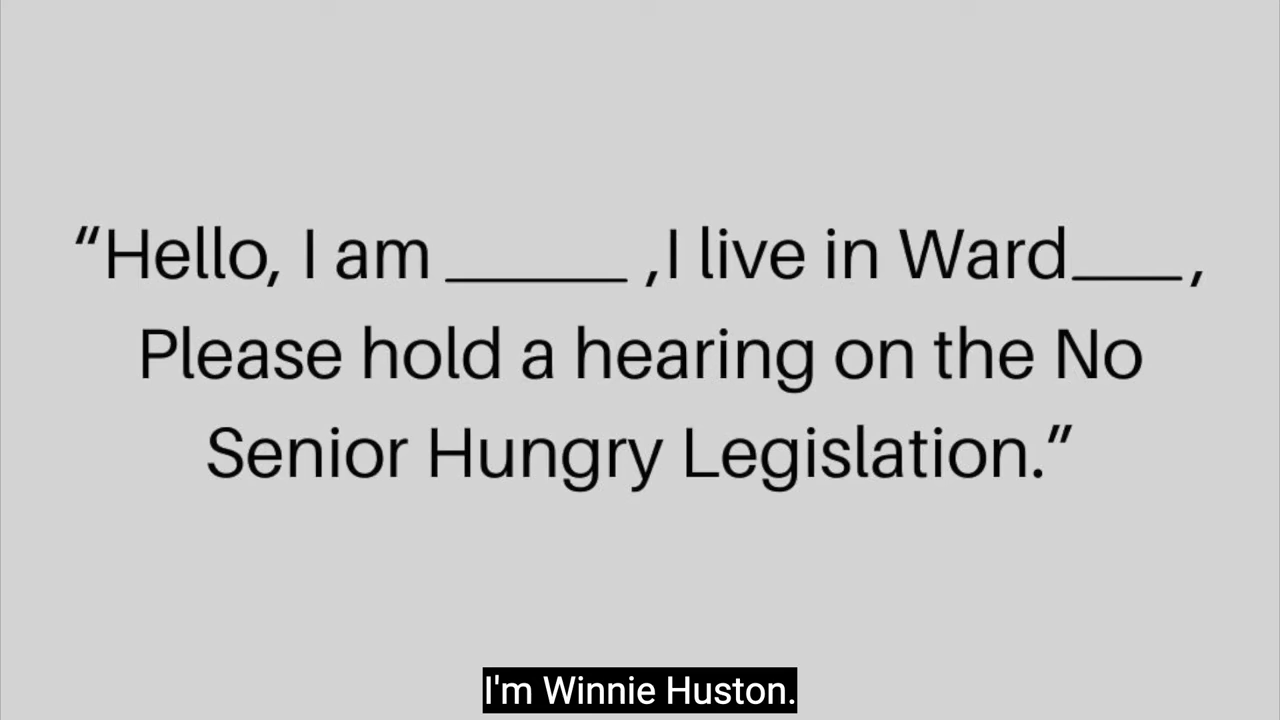 “Hello, I am _____ ,I live in Ward___,
Please hold a hearing on the No
Senior Hungry Legislation.”
I'm Winnie Huston.